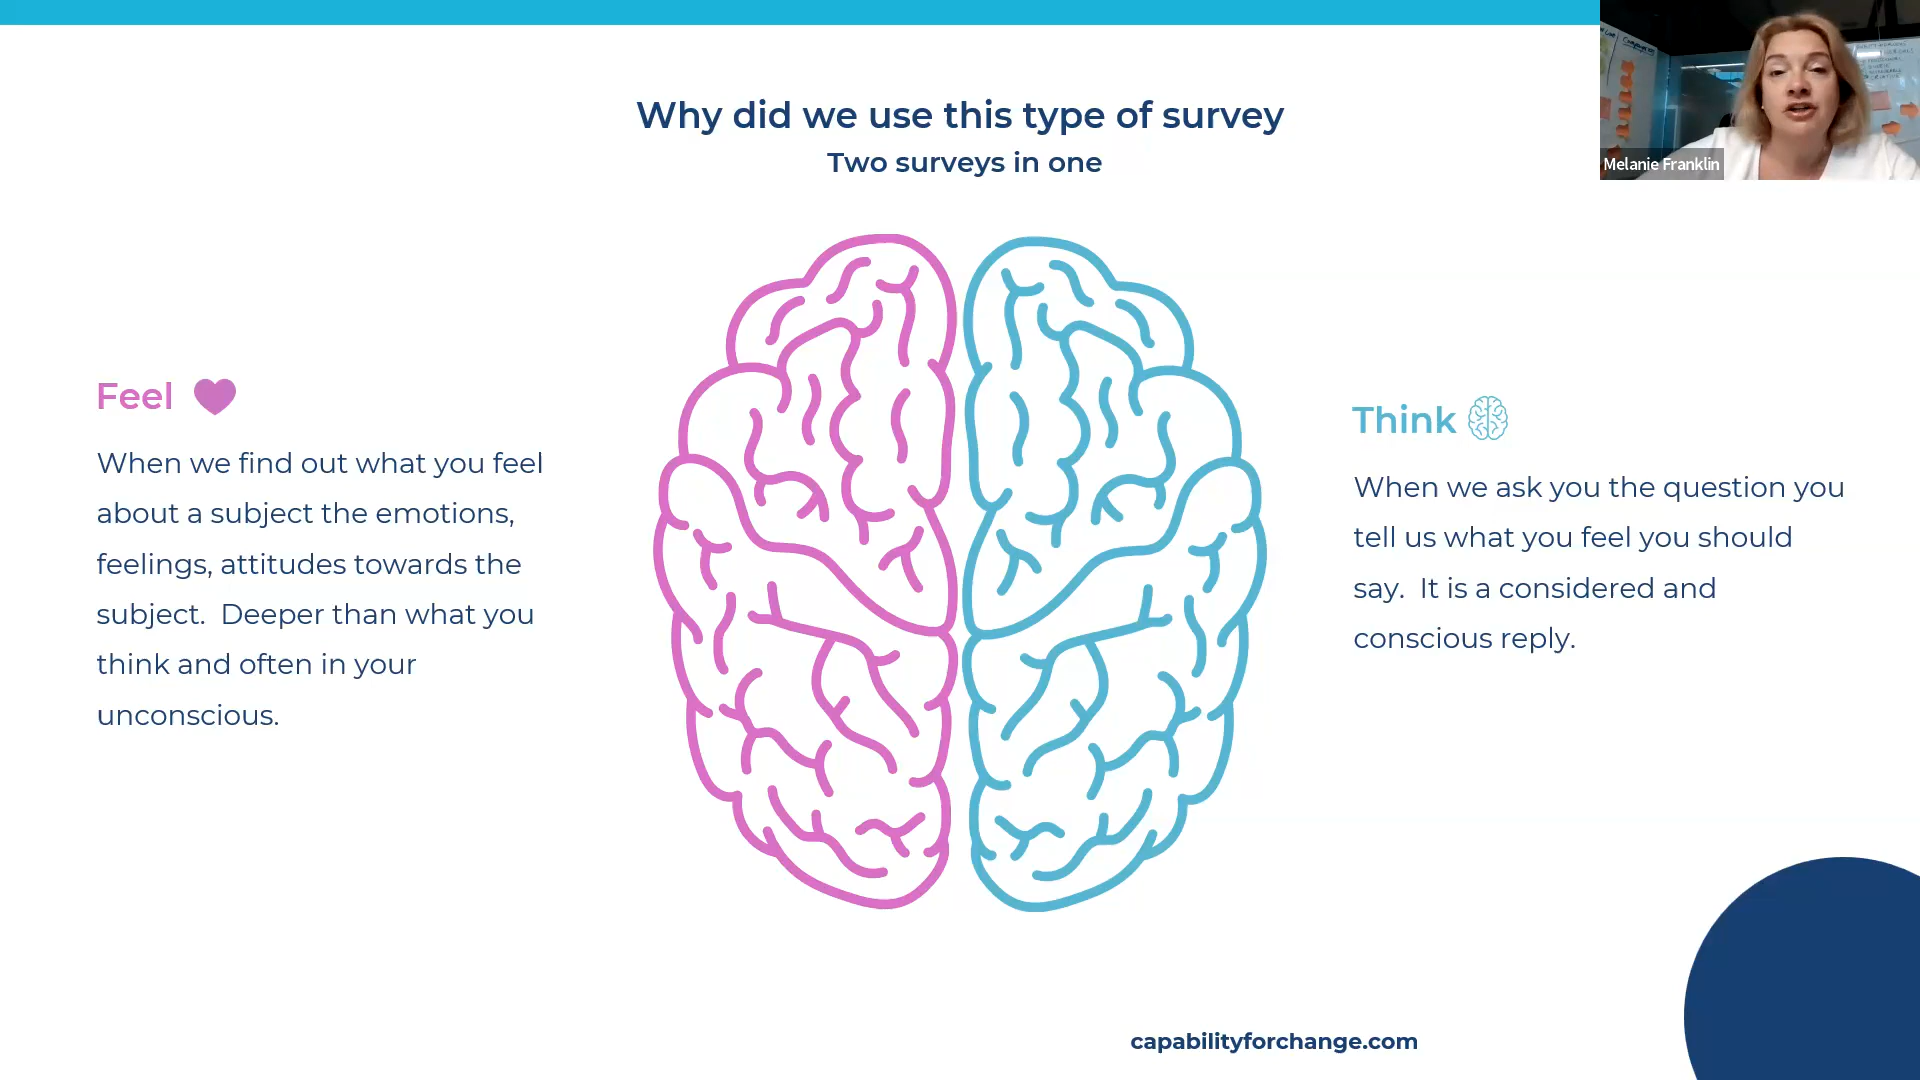 Why did we use this type of survey
Two surveys in one
Melanie Franklin
Feel
When we find out what you feel
about a subject the emotions,
feelings, attitudes towards the
subject. Deeper than what you
think and often in your
unconscious.
Think
When we ask you the question you
tell us what you feel you should
say. It is a considered and
conscious reply.
capabilityforchange.com